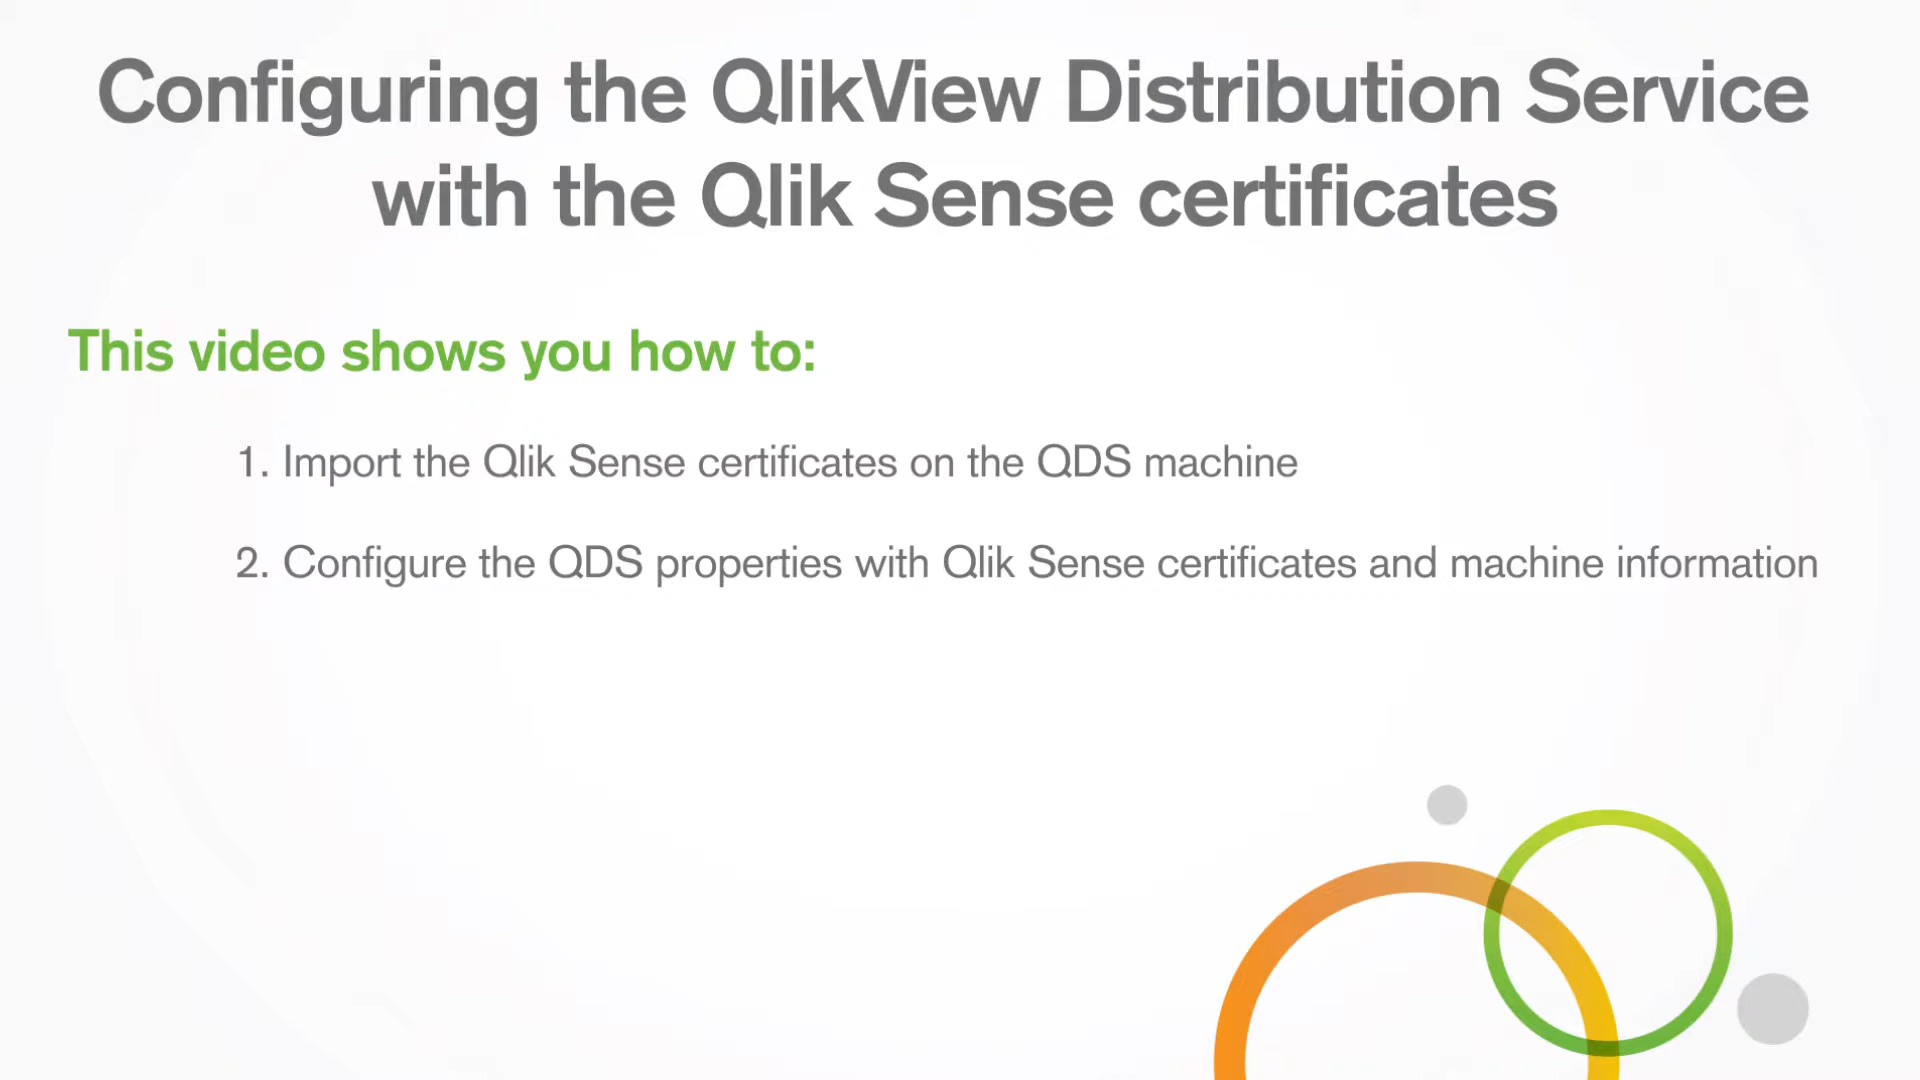 Configuring the QlikView Distribution Service
with the Qlik Sense certificates
This video shows you how to:
1. Import the Qlik Sense certificates on the QDS machine
2. Configure the QDS properties with Qlik Sense certificates and machine information